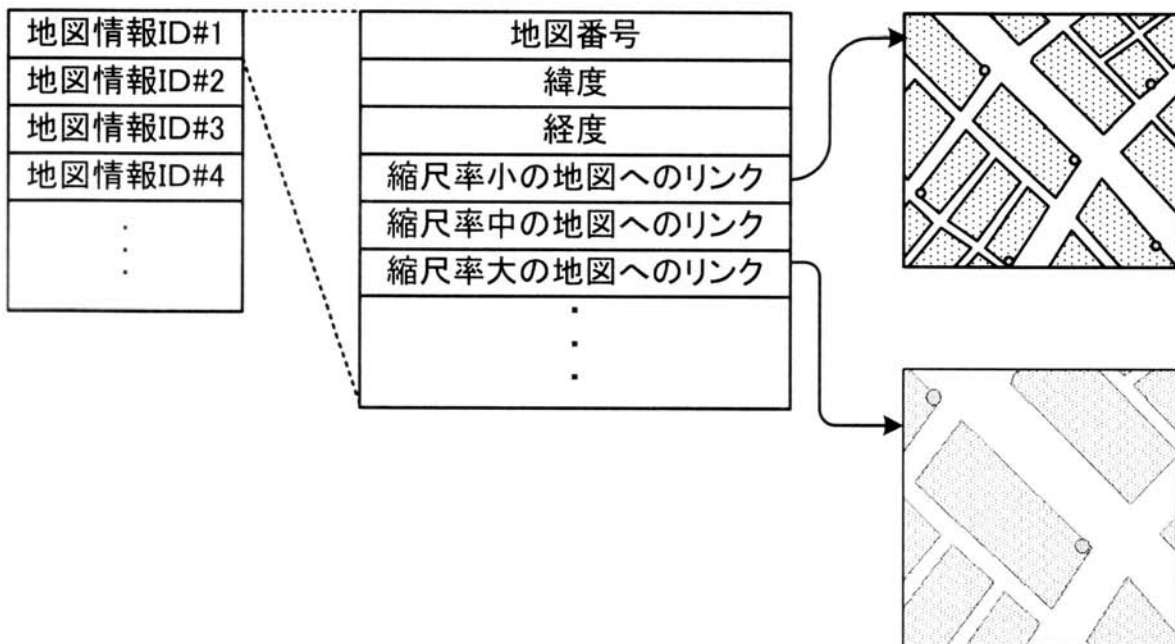 地図情報ID#1
地図情報ID#2
地図情報ID#3
地図情報ID#4
・
・
・
地図番号
緯度
経度
縮尺率小の地図へのリンク
縮尺率中の地図へのリンク
縮尺率大の地図へのリンク
・
・
・